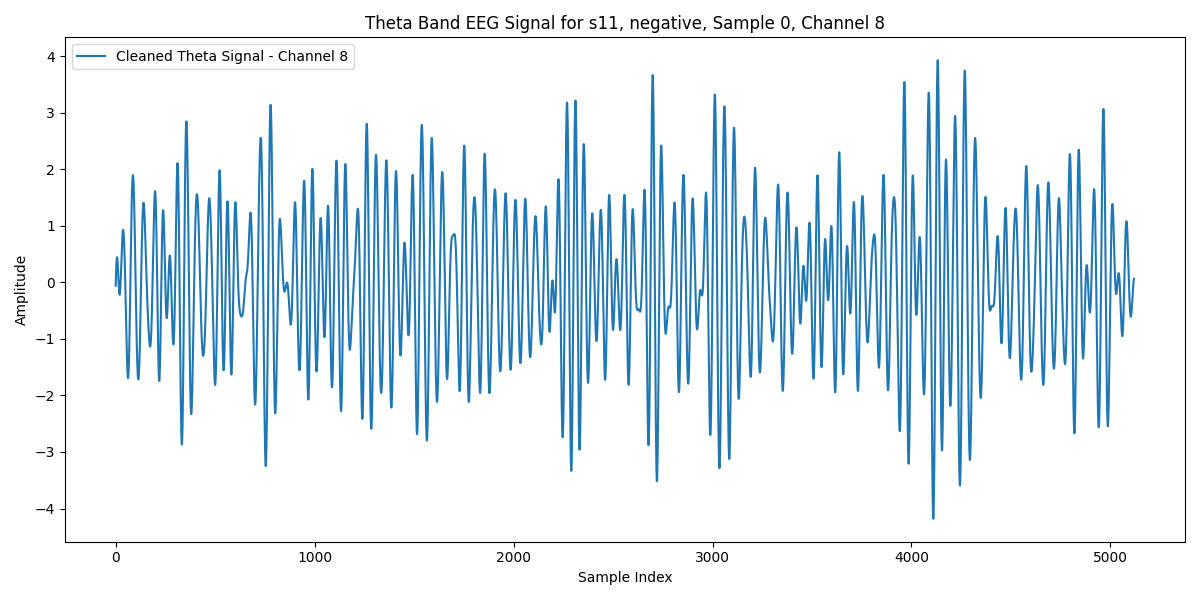 Theta Band EEG Signal for s11, negative, Sample 0, Channel 8
Cleaned Theta Signal - Channel 8
Amplitude
4
3
2
1
0
−1
−2
−3
−4
0 1000 2000 3000 4000 5000
Sample Index